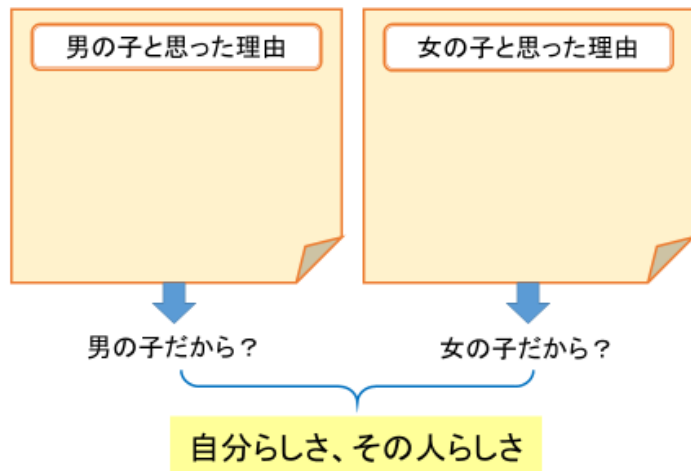 男の子と思った理由
女の子と思った理由
男の子だから？
女の子だから？
自分らしさ、その人らしさ